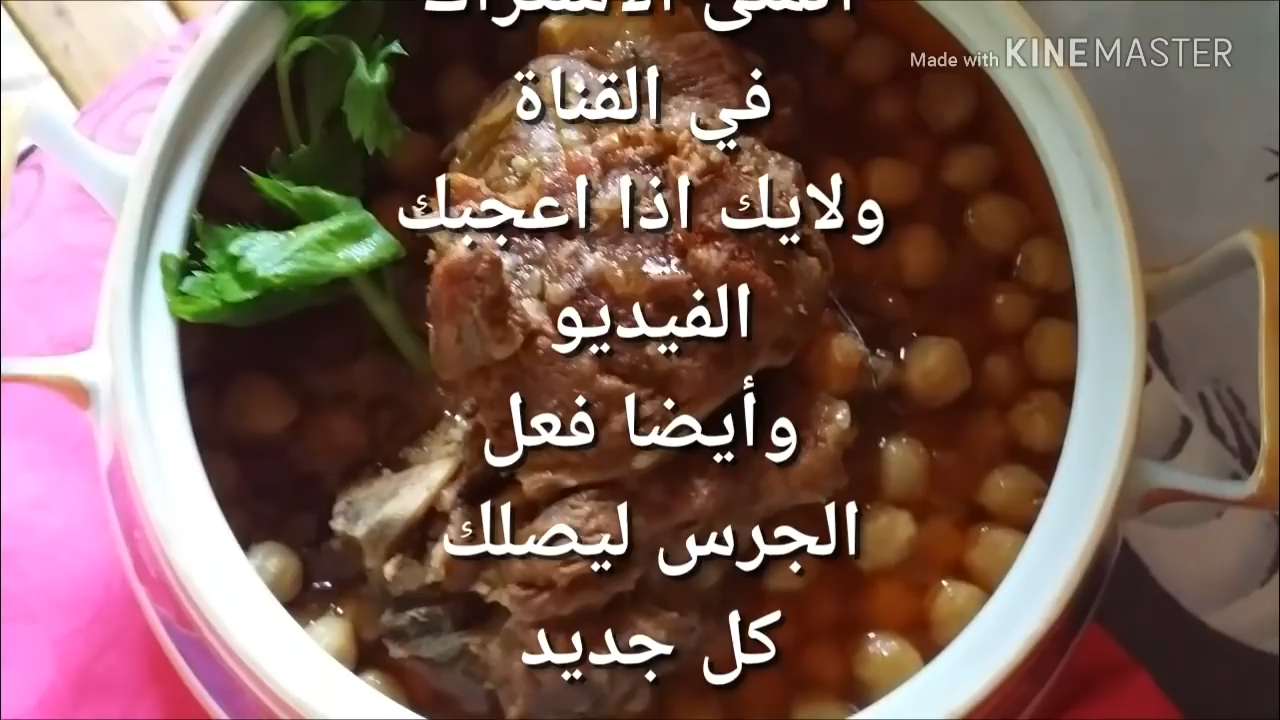 Made with KINEMASTER
في القناة
ولايك اذا اعجبك
الفيديو
وأيضا فعل
الجرس ليصلك
كل جديد